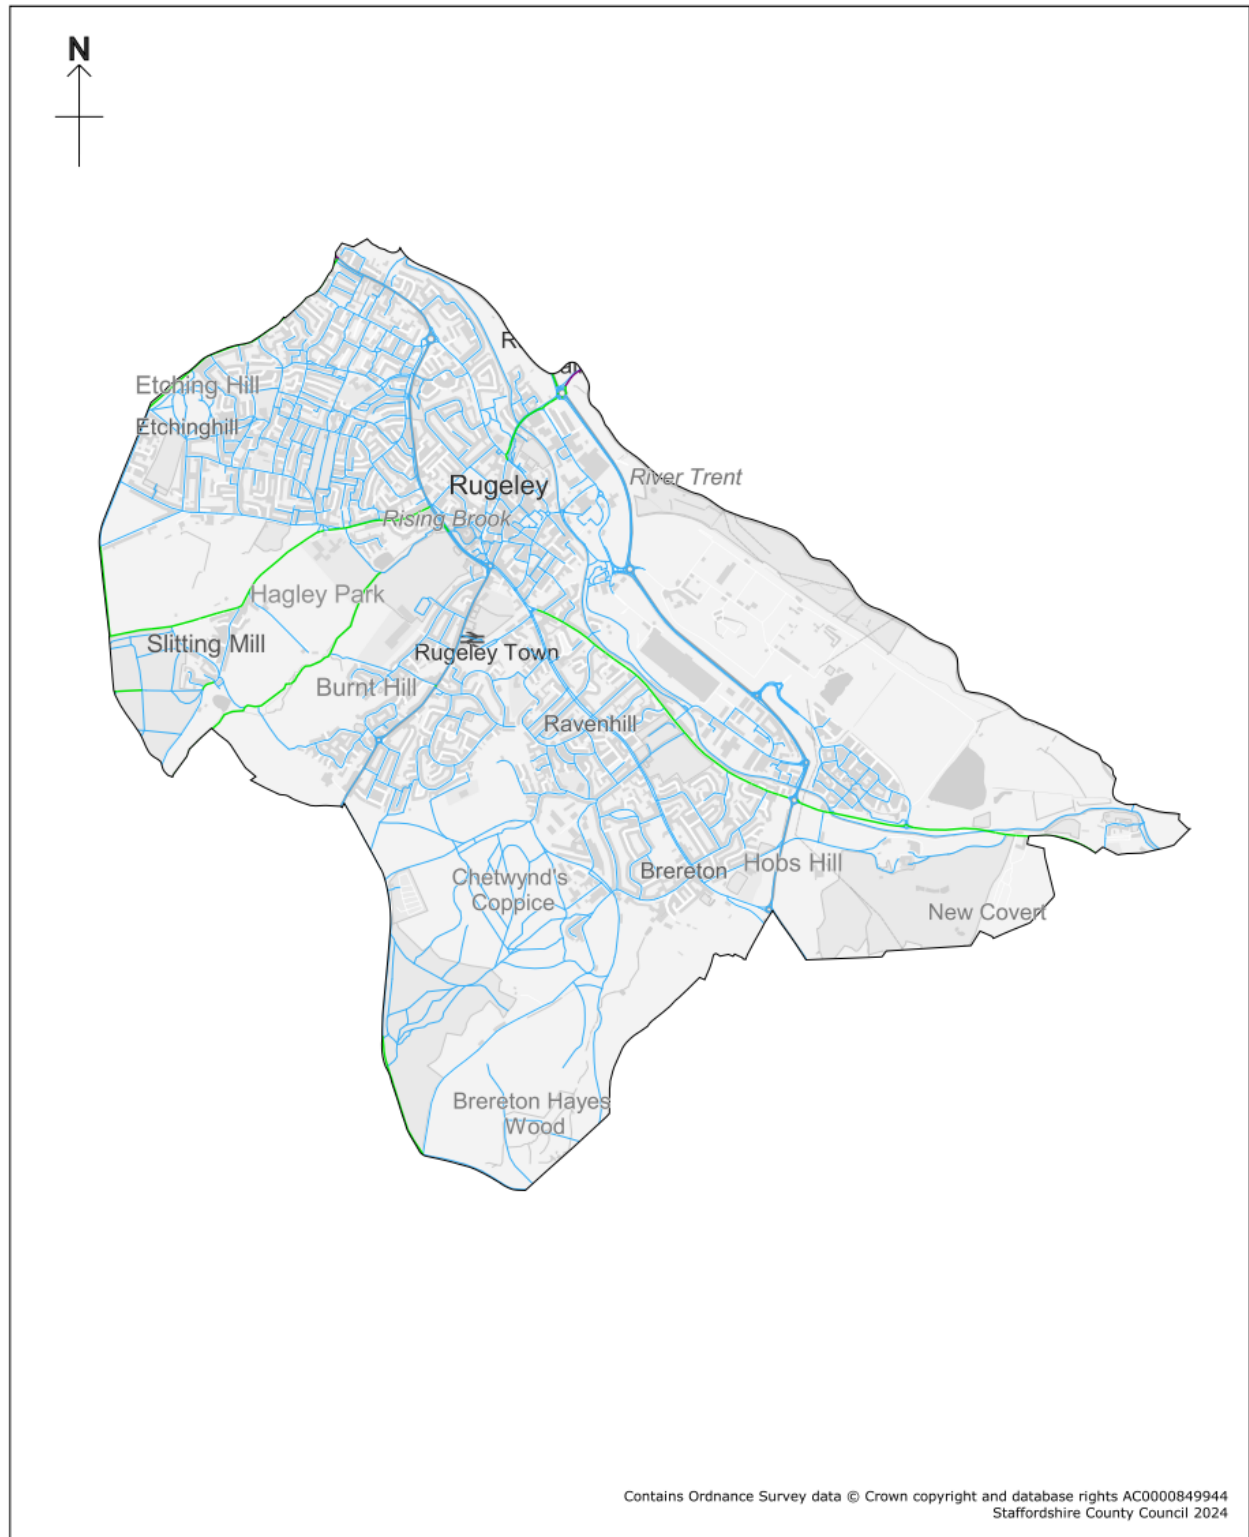 N
Etching Hill
Etchinghill
Rugeley
River Trent
Rising Brook
Hagley Park
Slitting Mill
Rugeley Town
Burnt Hill
Ravenhill
Chetwynd's
Coppice
Brereton
Hobs Hill
New Covert
Brereton Hayes
Wood
Contains Ordnance Survey data © Crown copyright and database rights AC0000849944
Staffordshire County Council 2024